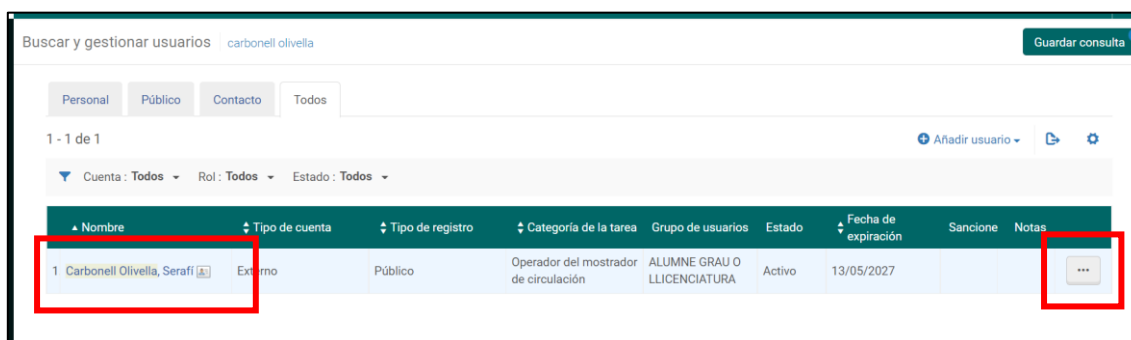 Buscar y gestionar usuarios carbonell olivella Guardar consulta
Personal Público Contacto Todos
1 - 1 de 1 Añadir usuario
Cuenta : Todos Rol : Todos Estado : Todos
Nombre Tipo de cuenta Tipo de registro Categoría de la tarea Grupo de usuarios Estado Fecha de expiración Sancione Notas
1 Carbonell Olivella, Serafí Externo Público Operador del mostrador de circulación ALUMNE GRAU O LLICENCIATURA Activo 13/05/2027 ...